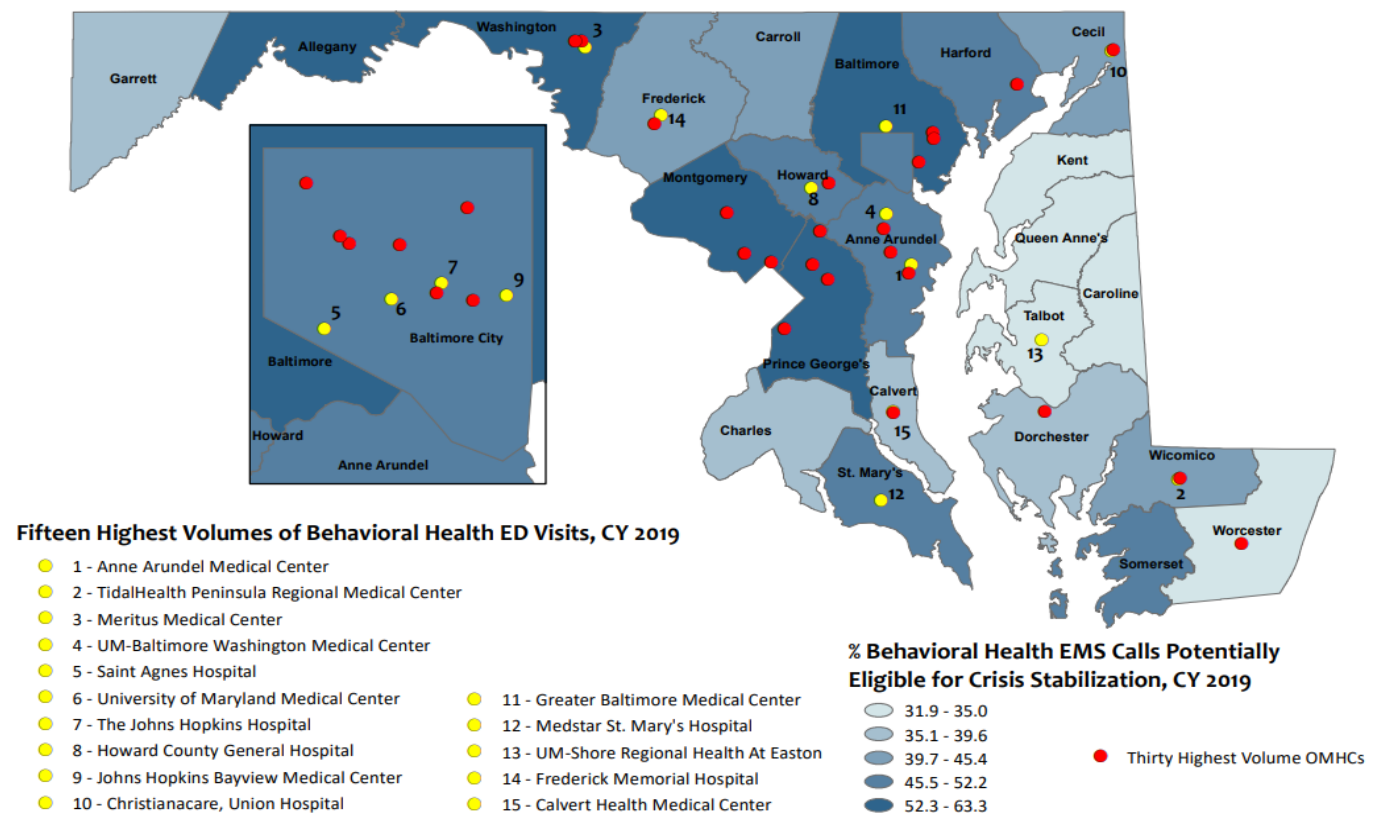 Garrett
Allegany
Washington
3
Frederick
14
Carroll
Baltimore
11
Harford
Cecil
10
Montgomery
Howard
8
4
Anne Arundel
1
Kent
Queen Anne's
Caroline
Talbot
13
Prince George's
Calvert
15
Charles
St. Mary's
12
Dorchester
Wicomico
2
Worcester
Somerset
7
9
5
6
Baltimore City
Baltimore
Howard
Anne Arundel
Fifteen Highest Volumes of Behavioral Health ED Visits, CY 2019
1 - Anne Arundel Medical Center
2 - TidalHealth Peninsula Regional Medical Center
3 - Meritus Medical Center
4 - UM-Baltimore Washington Medical Center
5 - Saint Agnes Hospital
6 - University of Maryland Medical Center
7 - The Johns Hopkins Hospital
8 - Howard County General Hospital
9 - Johns Hopkins Bayview Medical Center
10 - Christianacare, Union Hospital
11 - Greater Baltimore Medical Center
12 - Medstar St. Mary's Hospital
13 - UM-Shore Regional Health At Easton
14 - Frederick Memorial Hospital
15 - Calvert Health Medical Center
% Behavioral Health EMS Calls Potentially
Eligible for Crisis Stabilization, CY 2019
31.9 - 35.0
35.1 - 39.6
39.7 - 45.4
45.5 - 52.2
52.3 - 63.3
Thirty Highest Volume OMHCs